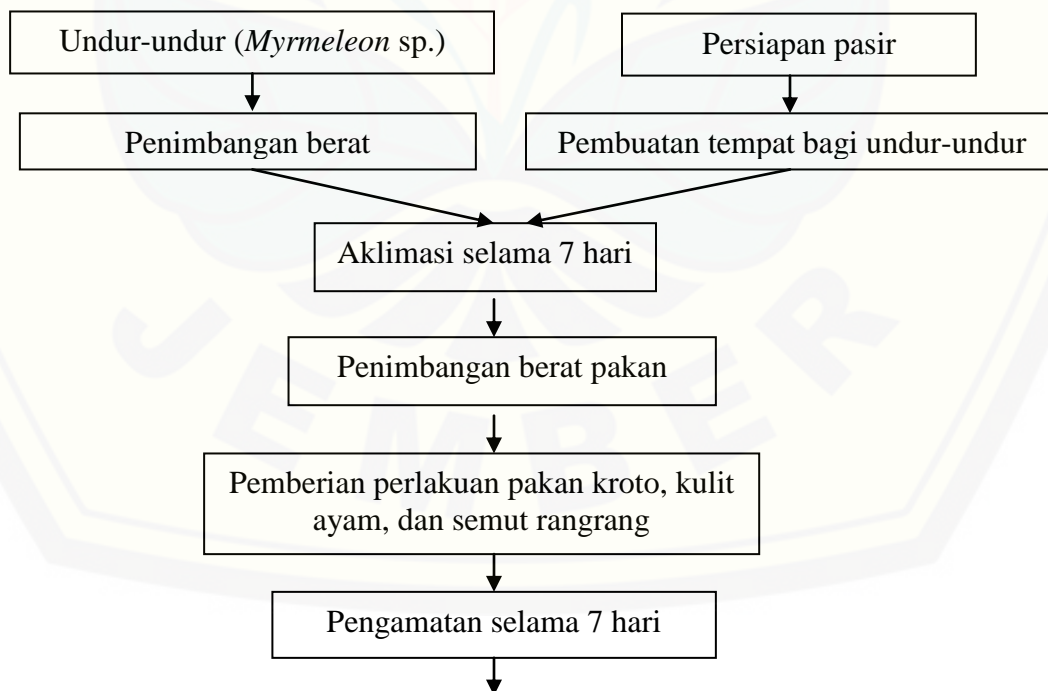 Undur-undur (Myrmeleon sp.)
Persiapan pasir
Penimbangan berat
Pembuatan tempat bagi undur-undur
Aklimasi selama 7 hari
Penimbangan berat pakan
Pemberian perlakuan pakan kroto, kulit
ayam, dan semut rangrang
Pengamatan selama 7 hari
JEMBER